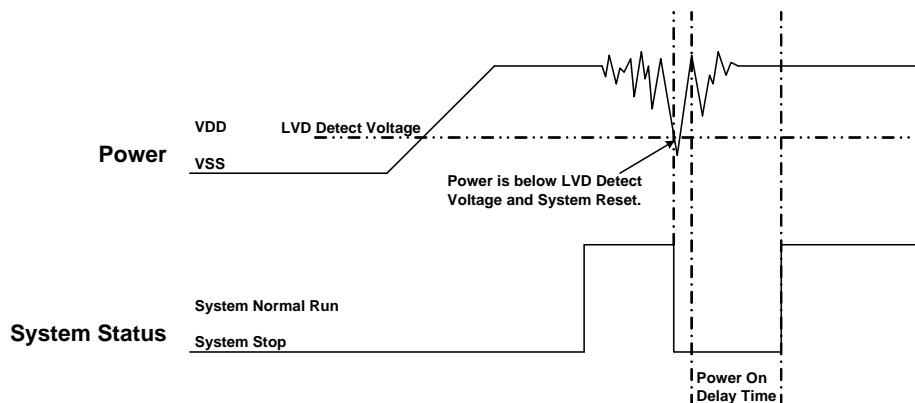 VDD
LVD Detect Voltage
Power
VSS
Power is below LVD Detect
Voltage and System Reset.
System Normal Run
System Status
System Stop
Power On
Delay Time